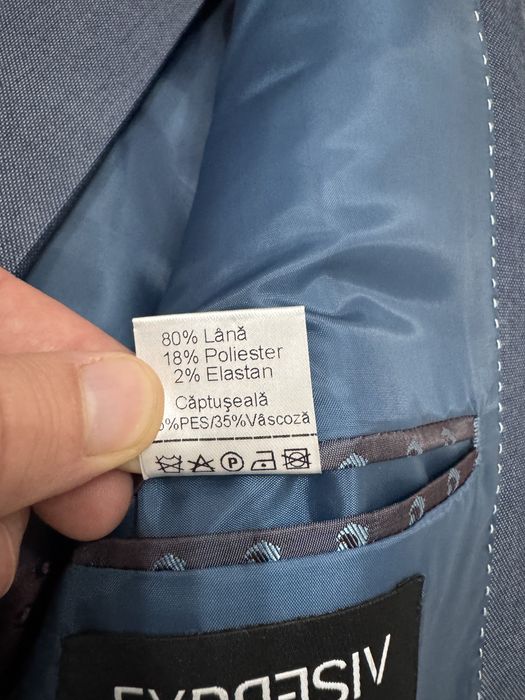 80% Lână
18% Poliester
2% Elastan
Căptușeală
5%PES/35%Vâscoză
P